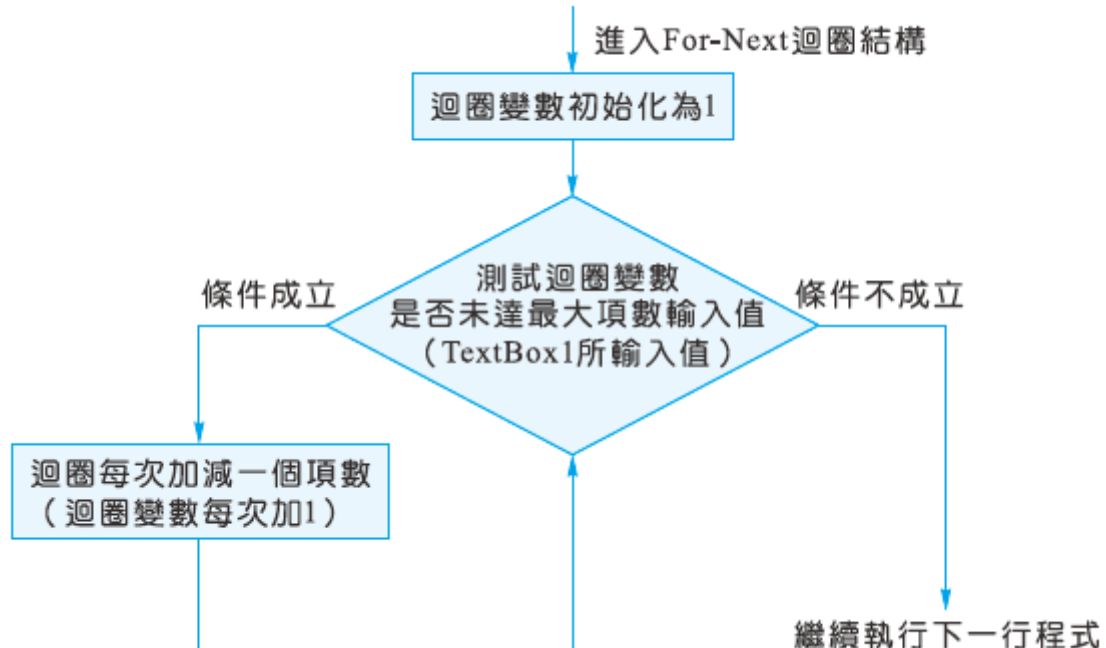 進入For-Next迴圈結構
迴圈變數初始化為1
測試迴圈變數
是否未達最大項數輸入值
（TextBox1所輸入值）
條件成立
條件不成立
迴圈每次加減一個項數
（迴圈變數每次加1）
繼續執行下一行程式